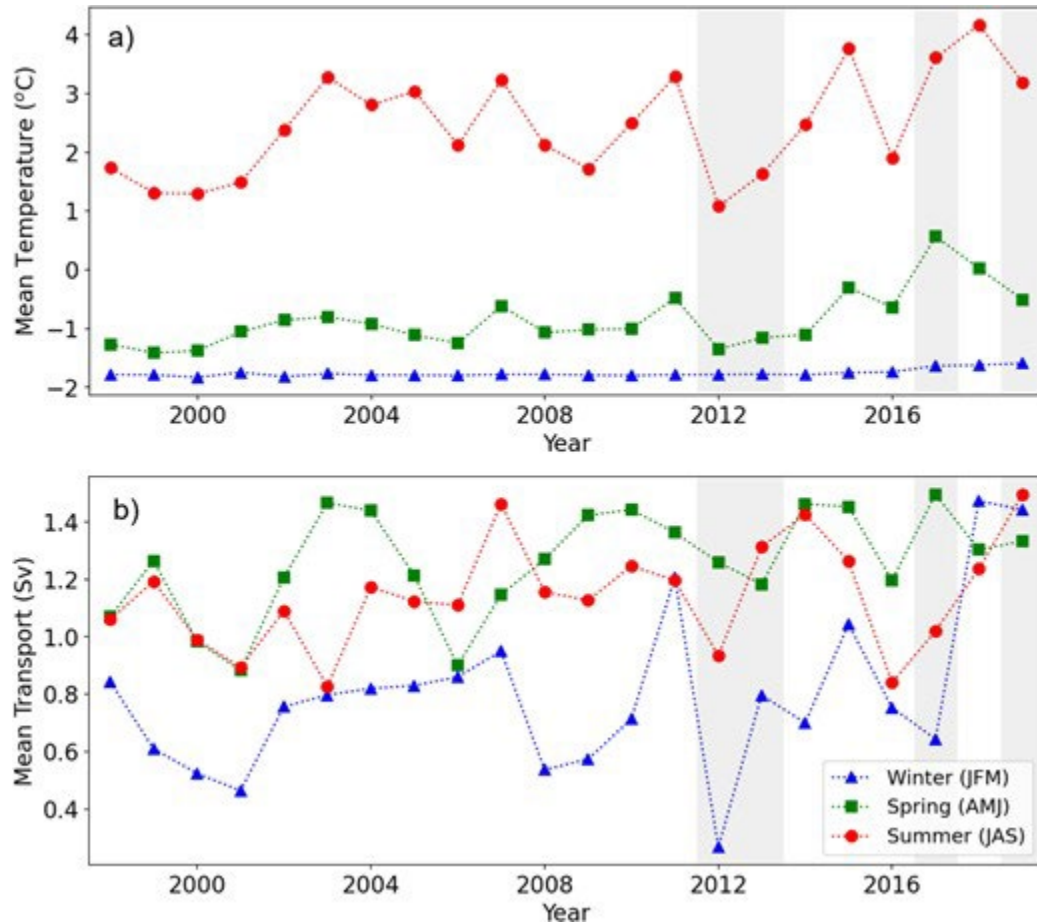 a)
4
3
2
1
0
−1
−2
Mean Temperature (°C)
2000 2004 2008 2012 2016
Year
b)
1.4
1.2
1.0
0.8
0.6
0.4
Mean Transport (Sv)
Winter (JFM)
Spring (AMJ)
Summer (JAS)
2000 2004 2008 2012 2016
Year